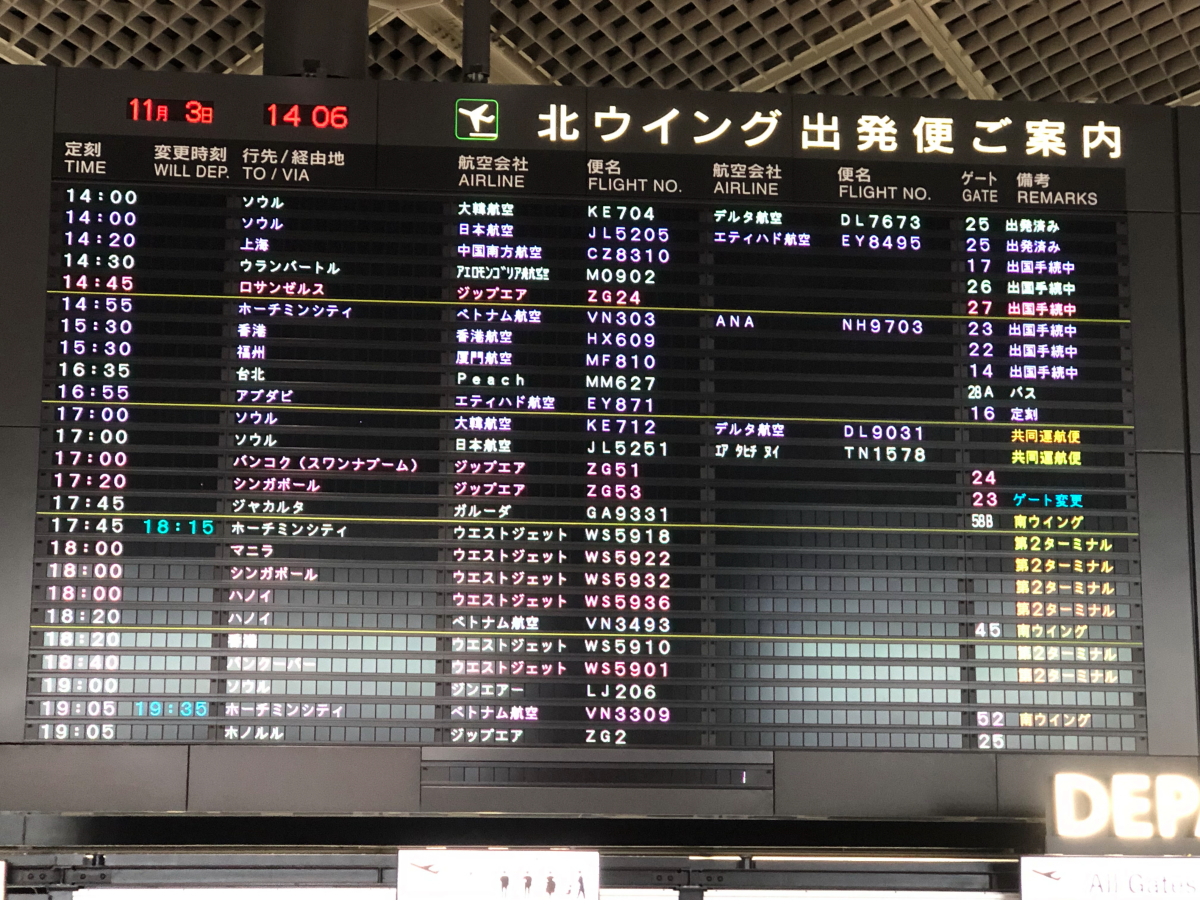 11月 3日 14 06 北ウイング 出発便ご案内
定刻 変更時刻 行先/経由地 航空会社 便名 航空会社 便名 ゲート 備考
TIME WILL DEP. TO / VIA AIRLINE FLIGHT NO. AIRLINE FLIGHT NO. GATE REMARKS
14:00 ソウル 大韓航空 KE704 デルタ航空 DL7673 25 出発済み
14:00 ソウル 日本航空 JL5205 エティハド航空 EY8495 25 出発済み
14:20 上海 中国南方航空 CZ8310 17 出国手続中
14:30 ウランバートル アエロモンゴリア航空 M0902 26 出国手続中
14:45 ロサンゼルス ジップエア ZG24 27 出国手続中
14:55 ホーチミンシティ ベトナム航空 VN303 ANA NH9703 23 出国手続中
15:30 香港 香港航空 HX609 22 出国手続中
15:30 福州 厦門航空 MF810 14 出国手続中
16:35 台北 Peach MM627 28A バス
16:55 アブダビ エティハド航空 EY871 16 定刻
17:00 ソウル 大韓航空 KE712 デルタ航空 DL9031 共同運航便
17:00 ソウル 日本航空 JL5251 エア タヒチ ヌイ TN1578 共同運航便
17:00 バンコク(スワンナプーム) ジップエア ZG51 24
17:20 シンガポール ジップエア ZG53 23 ゲート変更
17:45 ジャカルタ ガルーダ GA9331 58B 南ウイング
17:45 18:15 ホーチミンシティ ウエストジェット WS5918 第2ターミナル
18:00 マニラ ウエストジェット WS5922 第2ターミナル
18:00 シンガポール ウエストジェット WS5932 第2ターミナル
18:00 ハノイ ウエストジェット WS5936 第2ターミナル
18:20 ハノイ ベトナム航空 VN3493 45 南ウイング
18:20 香港 ウエストジェット WS5910 第2ターミナル
18:40 バンクーバー ウエストジェット WS5901 第2ターミナル
19:00 ソウル ジンエアー LJ206
19:05 19:35 ホーチミンシティ ベトナム航空 VN3309 52 南ウイング
19:05 ホノルル ジップエア ZG2 25
DEP
All Gates